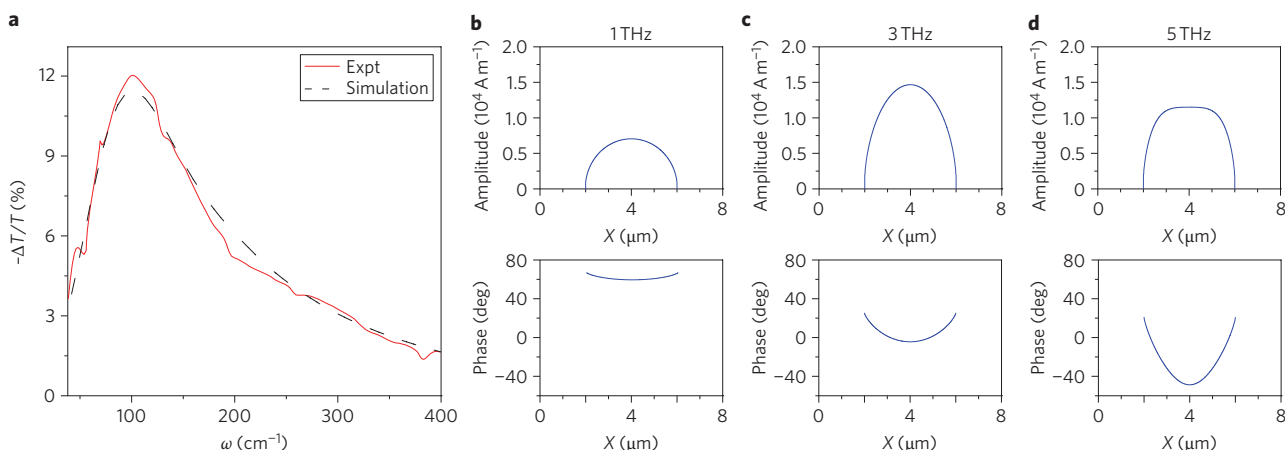 a
12
9
6
3
0
−ΔT/T (%)
100
200
300
400
ω (cm⁻¹)
Expt
Simulation
b
1 THz
2.0
1.5
1.0
0.5
0
Amplitude (10⁴ A m⁻¹)
0
4
8
X (μm)
80
40
0
−40
Phase (deg)
0
4
8
X (μm)
c
3 THz
2.0
1.5
1.0
0.5
0
Amplitude (10⁴ A m⁻¹)
0
4
8
X (μm)
80
40
0
−40
Phase (deg)
0
4
8
X (μm)
d
5 THz
2.0
1.5
1.0
0.5
0
Amplitude (10⁴ A m⁻¹)
0
4
8
X (μm)
80
40
0
−40
Phase (deg)
0
4
8
X (μm)